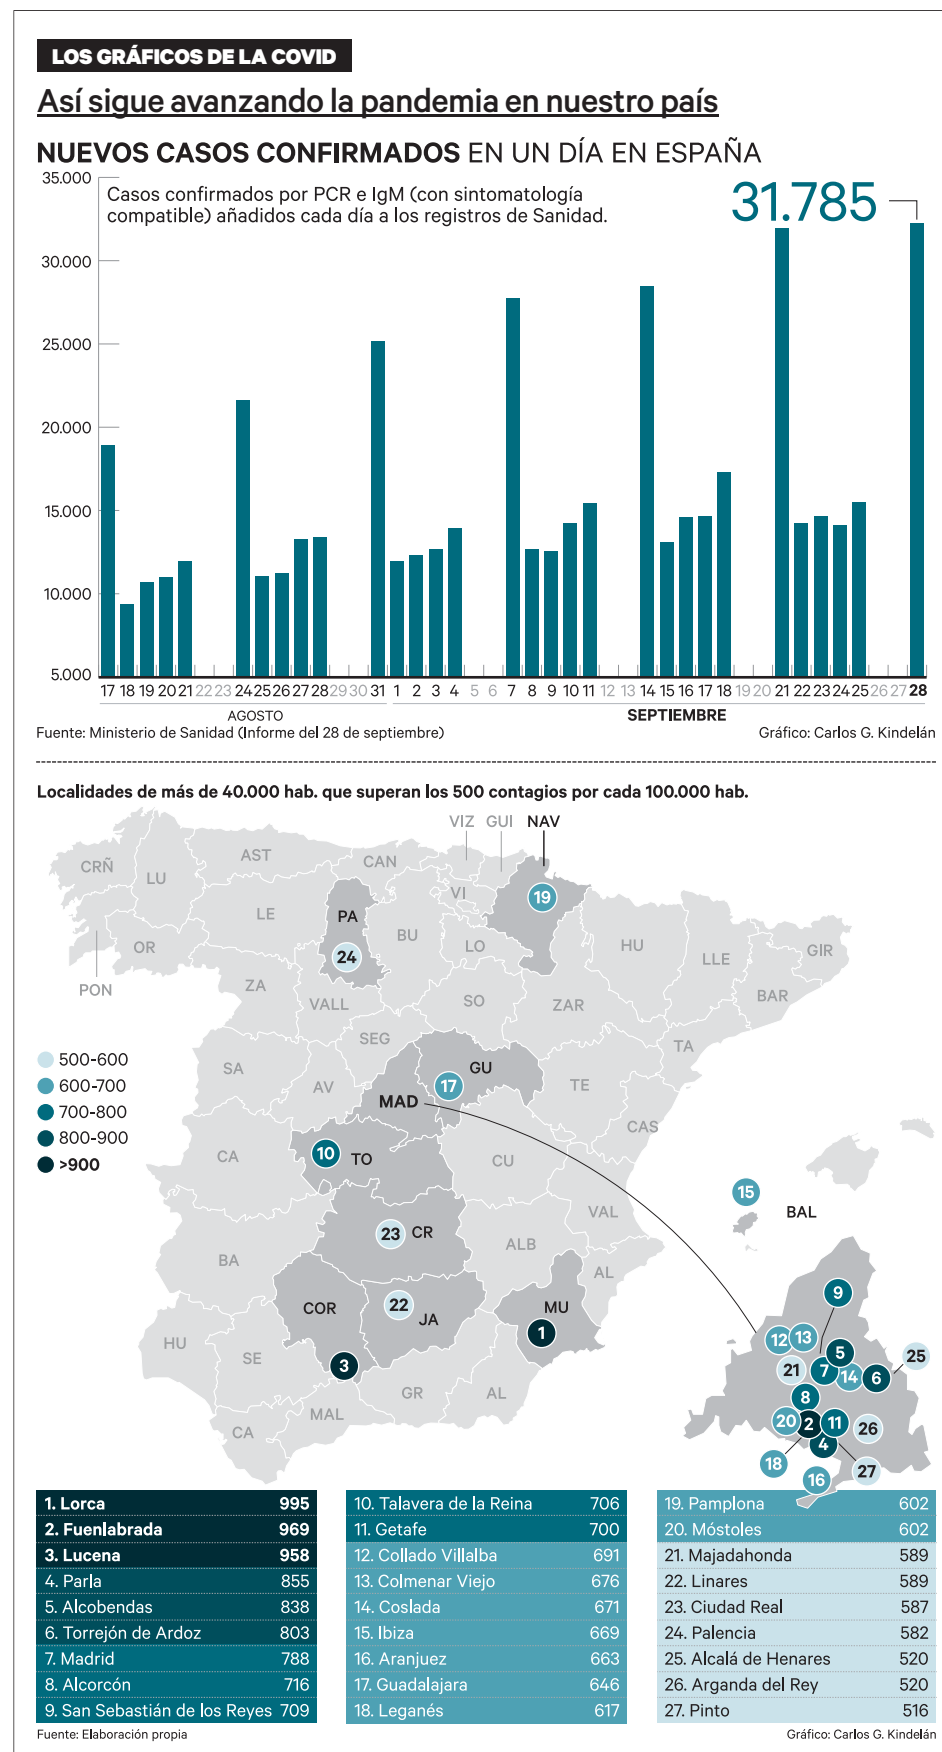 LOS GRÁFICOS DE LA COVID
Así sigue avanzando la pandemia en nuestro país
NUEVOS CASOS CONFIRMADOS EN UN DÍA EN ESPAÑA
35.000
Casos confirmados por PCR e IgM (con sintomatología
compatible) añadidos cada día a los registros de Sanidad.
31.785
30.000
25.000
20.000
15.000
10.000
5.000
17 18 19 20 21 22 23 24 25 26 27 28 29 30 31 1 2 3 4 5 6 7 8 9 10 11 12 13 14 15 16 17 18 19 20 21 22 23 24 25 26 27 28
AGOSTO SEPTIEMBRE
Fuente: Ministerio de Sanidad (Informe del 28 de septiembre) Gráfico: Carlos G. Kindelán
Localidades de más de 40.000 hab. que superan los 500 contagios por cada 100.000 hab.
VIZ GUI NAV
CRÑ LU AST CAN
VI 19
LE PA BU LO HU LLE GIR
OR 24
PON ZA VALL SO ZAR BAR
SEG TA
500-600
600-700
700-800
800-900
>900
SA AV MAD 17 GU TE
CAS
CA 10 TO CU
15 BAL
BA 23 CR ALB VAL
AL
COR 22 JA MU
1
HU SE 3
GR AL
CA MAL
9
12 13 5 25
21 7 14 6
8
20 2 11 26
4
18 27
16
1. Lorca 995
2. Fuenlabrada 969
3. Lucena 958
4. Parla 855
5. Alcobendas 838
6. Torrejón de Ardoz 803
7. Madrid 788
8. Alcorcón 716
9. San Sebastián de los Reyes 709
10. Talavera de la Reina 706
11. Getafe 700
12. Collado Villalba 691
13. Colmenar Viejo 676
14. Coslada 671
15. Ibiza 669
16. Aranjuez 663
17. Guadalajara 646
18. Leganés 617
19. Pamplona 602
20. Móstoles 602
21. Majadahonda 589
22. Linares 589
23. Ciudad Real 587
24. Palencia 582
25. Alcalá de Henares 520
26. Arganda del Rey 520
27. Pinto 516
Fuente: Elaboración propia Gráfico: Carlos G. Kindelán